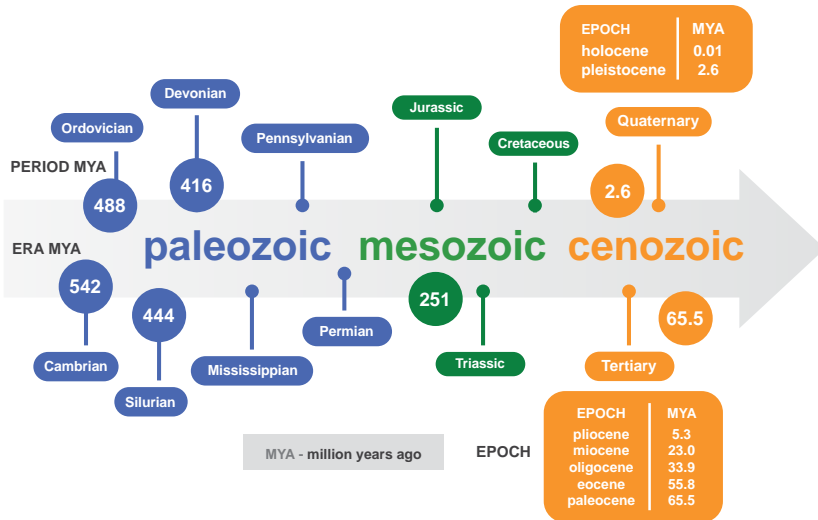 EPOCH MYA
holocene 0.01
pleistocene 2.6
Devonian
Jurassic
Ordovician
Quaternary
Pennsylvanian
Cretaceous
PERIOD MYA
416
488
2.6
ERA MYA
paleozoic mesozoic cenozoic
542
251
444
65.5
Permian
Cambrian
Mississippian
Triassic
Tertiary
Silurian
EPOCH MYA
pliocene 5.3
miocene 23.0
oligocene 33.9
eocene 55.8
paleocene 65.5
MYA - million years ago
EPOCH